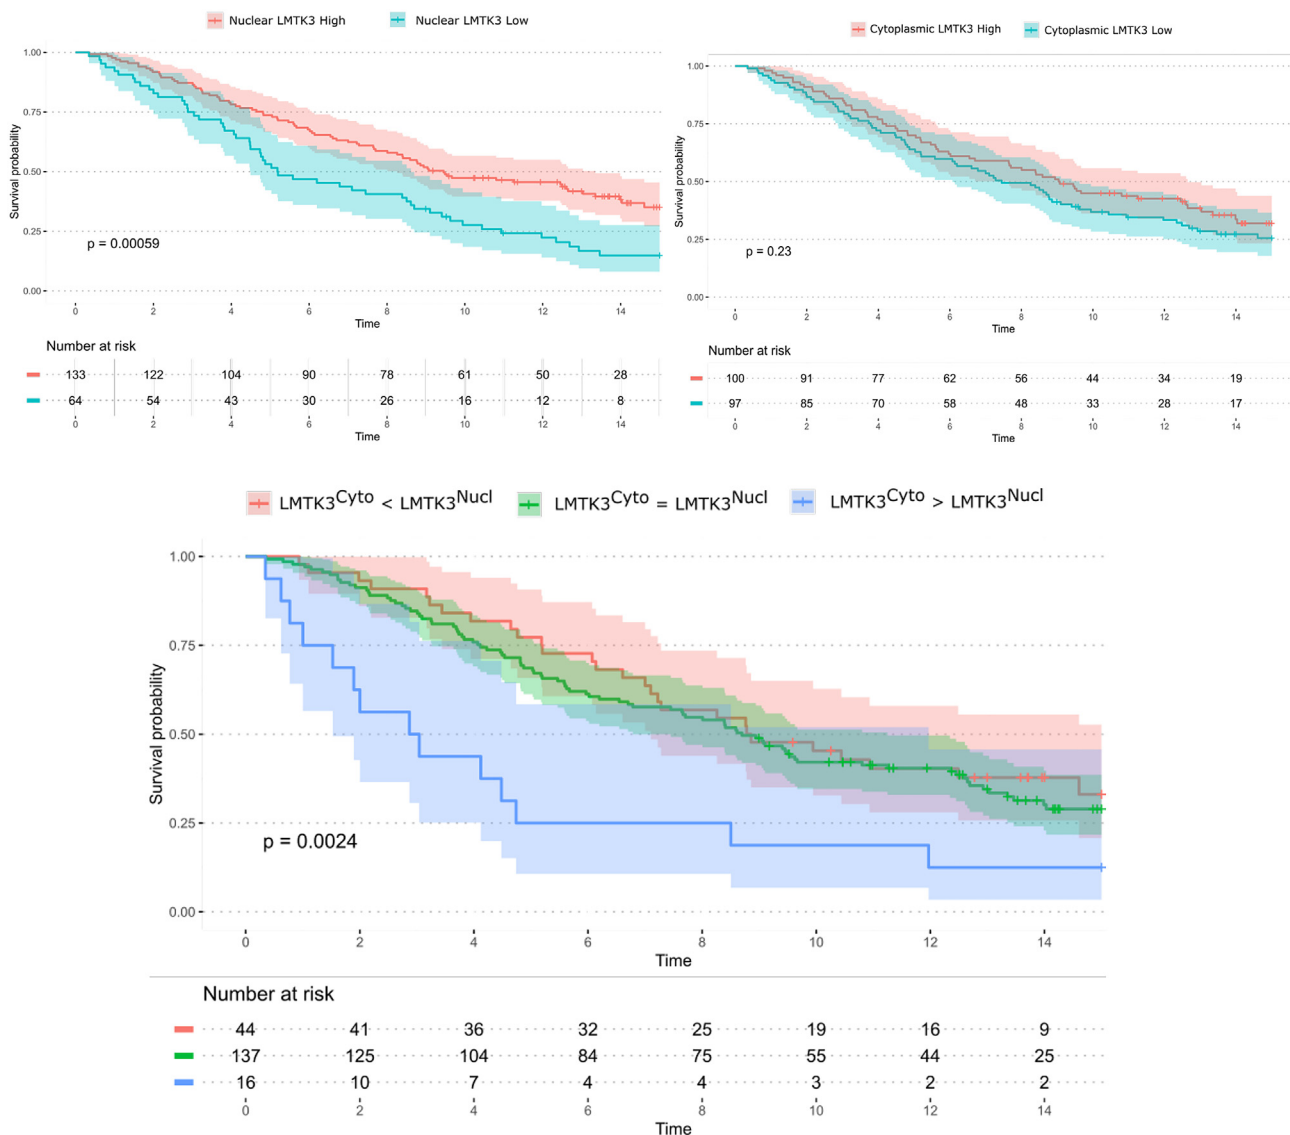 Nuclear LMTK3 High Nuclear LMTK3 Low
1.00
0.75
0.50
0.25
0.00
Survival probability
p = 0.00059
0 2 4 6 8 10 12 14
Time
Number at risk
133 122 104 90 78 61 50 28
64 54 43 30 26 16 12 8
0 2 4 6 8 10 12 14
Time
Cytoplasmic LMTK3 High Cytoplasmic LMTK3 Low
1.00
0.75
0.50
0.25
0.00
Survival probability
p = 0.23
0 2 4 6 8 10 12 14
Time
Number at risk
100 91 77 62 56 44 34 19
97 85 70 58 48 33 28 17
0 2 4 6 8 10 12 14
Time
LMTK3Cyto < LMTK3Nucl LMTK3Cyto = LMTK3Nucl LMTK3Cyto > LMTK3Nucl
1.00
0.75
0.50
0.25
0.00
Survival probability
p = 0.0024
0 2 4 6 8 10 12 14
Time
Number at risk
44 41 36 32 25 19 16 9
137 125 104 84 75 55 44 25
16 10 7 4 4 3 2 2
0 2 4 6 8 10 12 14
Time